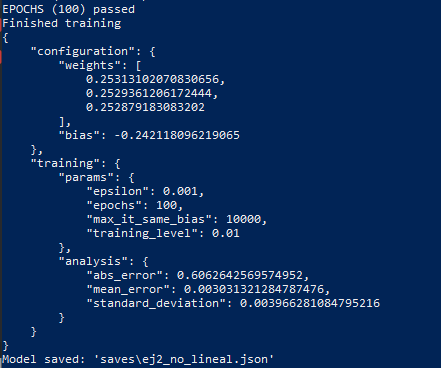 EPOCHS (100) passed
Finished training
{
    "configuration": {
        "weights": [
            0.25313102070830656,
            0.2529361206172444,
            0.252879183083202
        ],
        "bias": -0.242118096219065
    },
    "training": {
        "params": {
            "epsilon": 0.001,
            "epochs": 100,
            "max_it_same_bias": 10000,
            "training_level": 0.01
        },
        "analysis": {
            "abs_error": 0.6062642569574952,
            "mean_error": 0.003031321284787476,
            "standard_deviation": 0.003966281084795216
        }
    }
}
Model saved: 'saves\ej2_no_lineal.json'